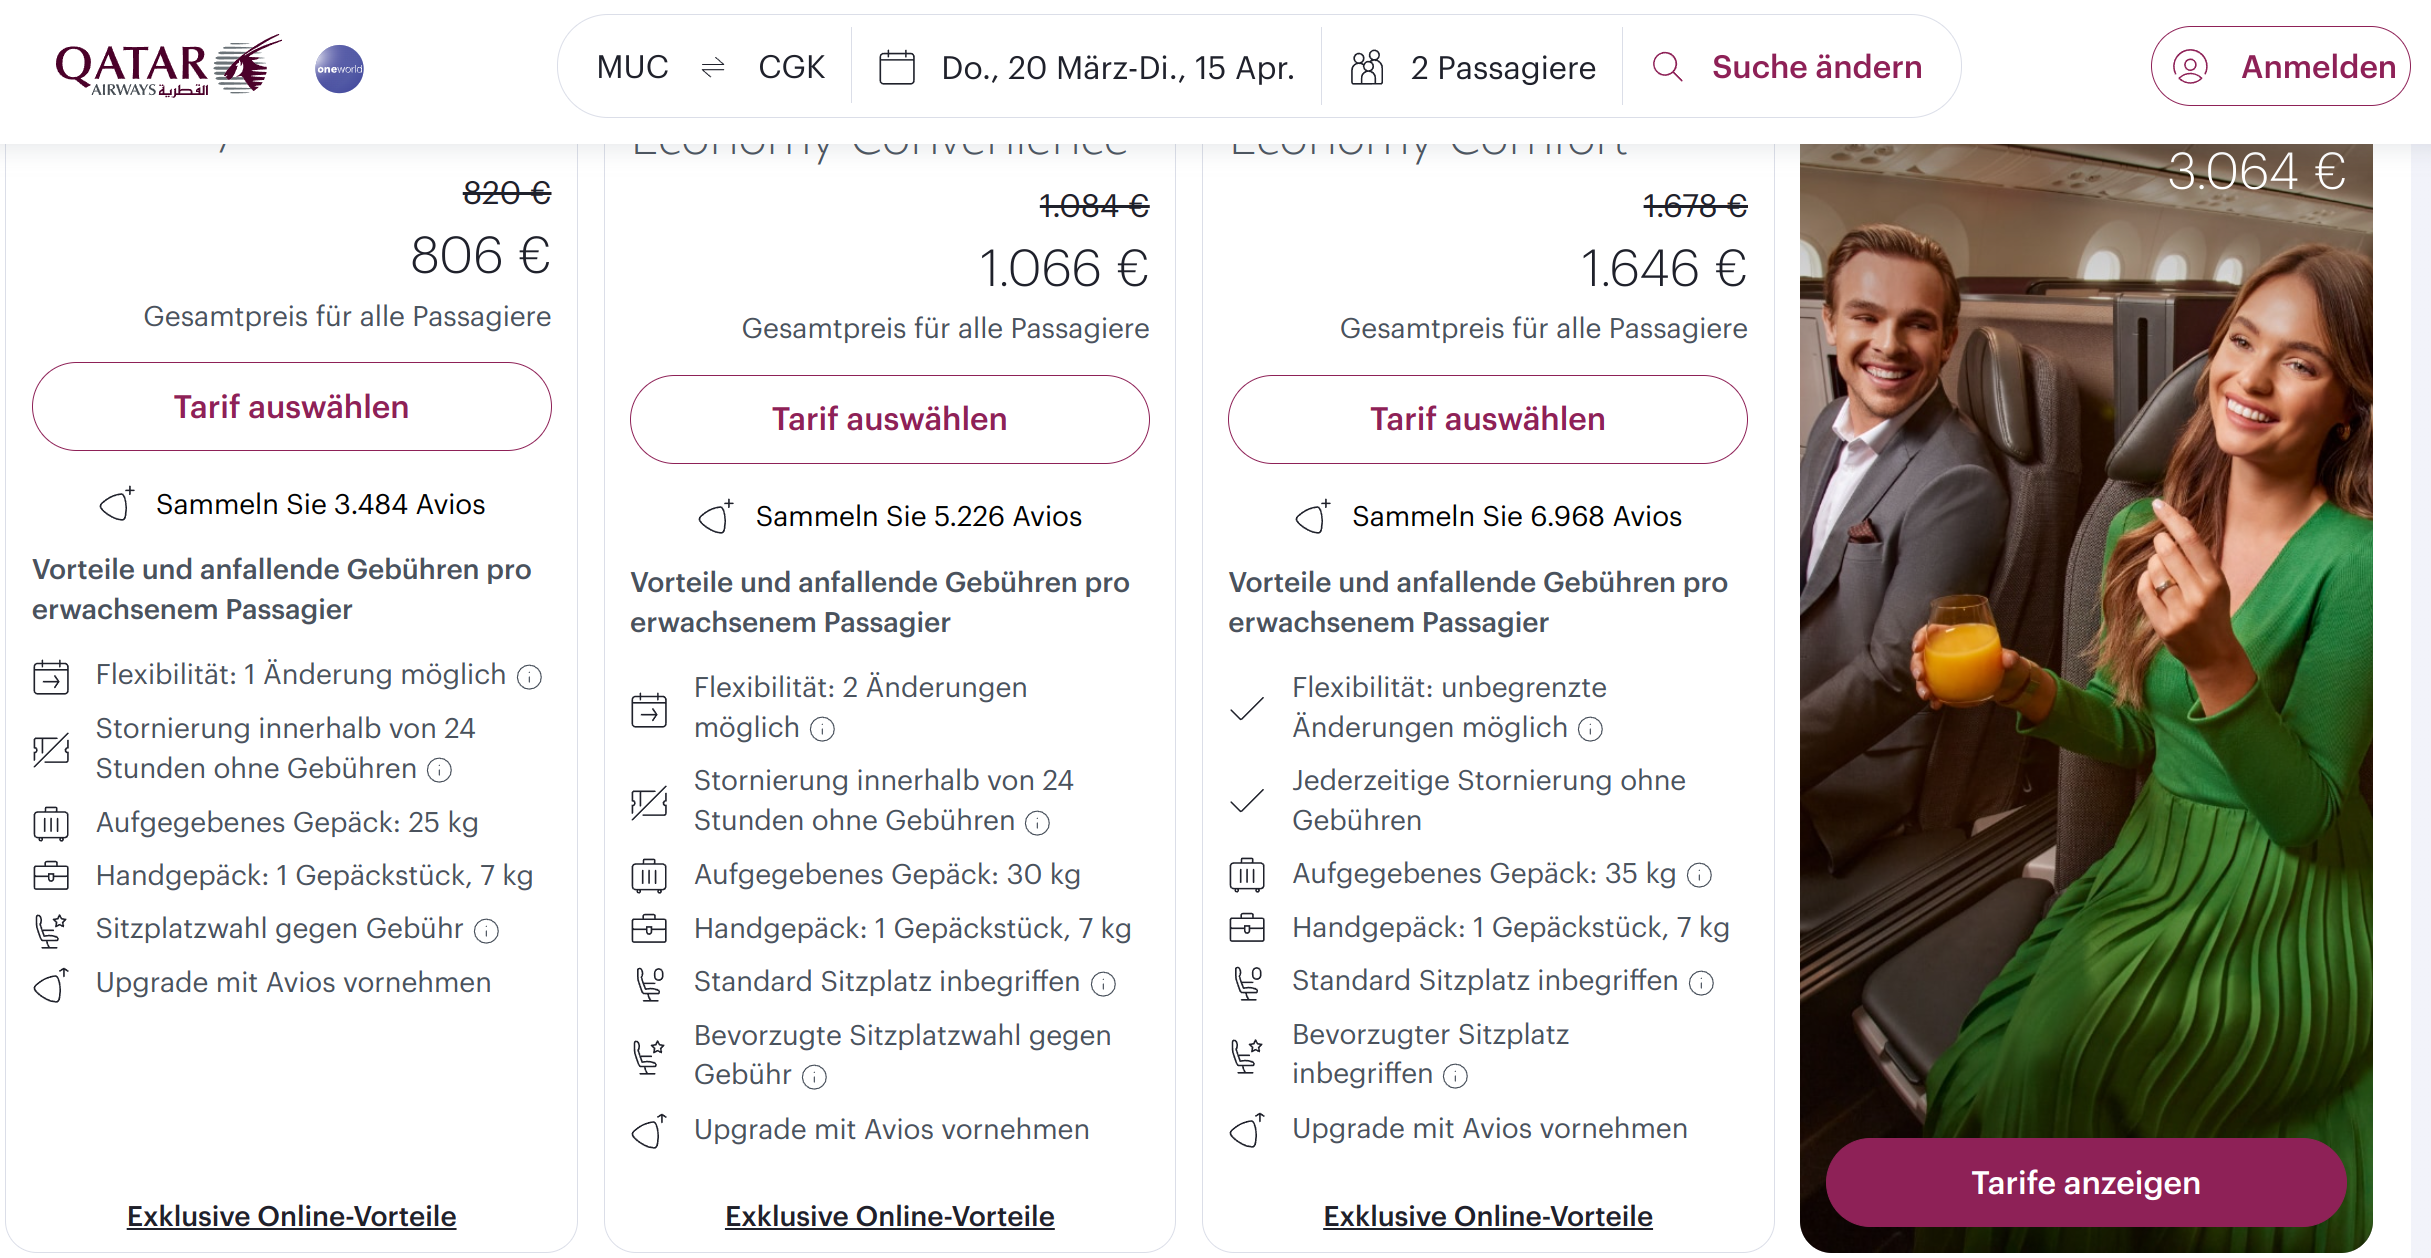 QATAR
AIRWAYS القطرية
oneworld
MUC ⇌ CGK
Do., 20 März-Di., 15 Apr.
2 Passagiere
Suche ändern
Anmelden
820 €
806 €
Gesamtpreis für alle Passagiere
Tarif auswählen
Sammeln Sie 3.484 Avios
Vorteile und anfallende Gebühren pro
erwachsenem Passagier
Flexibilität: 1 Änderung möglich
Stornierung innerhalb von 24
Stunden ohne Gebühren
Aufgegebenes Gepäck: 25 kg
Handgepäck: 1 Gepäckstück, 7 kg
Sitzplatzwahl gegen Gebühr
Upgrade mit Avios vornehmen
Exklusive Online-Vorteile
Economy Convenience
1.084 €
1.066 €
Gesamtpreis für alle Passagiere
Tarif auswählen
Sammeln Sie 5.226 Avios
Vorteile und anfallende Gebühren pro
erwachsenem Passagier
Flexibilität: 2 Änderungen
möglich
Stornierung innerhalb von 24
Stunden ohne Gebühren
Aufgegebenes Gepäck: 30 kg
Handgepäck: 1 Gepäckstück, 7 kg
Standard Sitzplatz inbegriffen
Bevorzugte Sitzplatzwahl gegen
Gebühr
Upgrade mit Avios vornehmen
Exklusive Online-Vorteile
Economy Comfort
1.678 €
1.646 €
Gesamtpreis für alle Passagiere
Tarif auswählen
Sammeln Sie 6.968 Avios
Vorteile und anfallende Gebühren pro
erwachsenem Passagier
Flexibilität: unbegrenzte
Änderungen möglich
Jederzeitige Stornierung ohne
Gebühren
Aufgegebenes Gepäck: 35 kg
Handgepäck: 1 Gepäckstück, 7 kg
Standard Sitzplatz inbegriffen
Bevorzugter Sitzplatz
inbegriffen
Upgrade mit Avios vornehmen
Exklusive Online-Vorteile
3.064 €
Tarife anzeigen